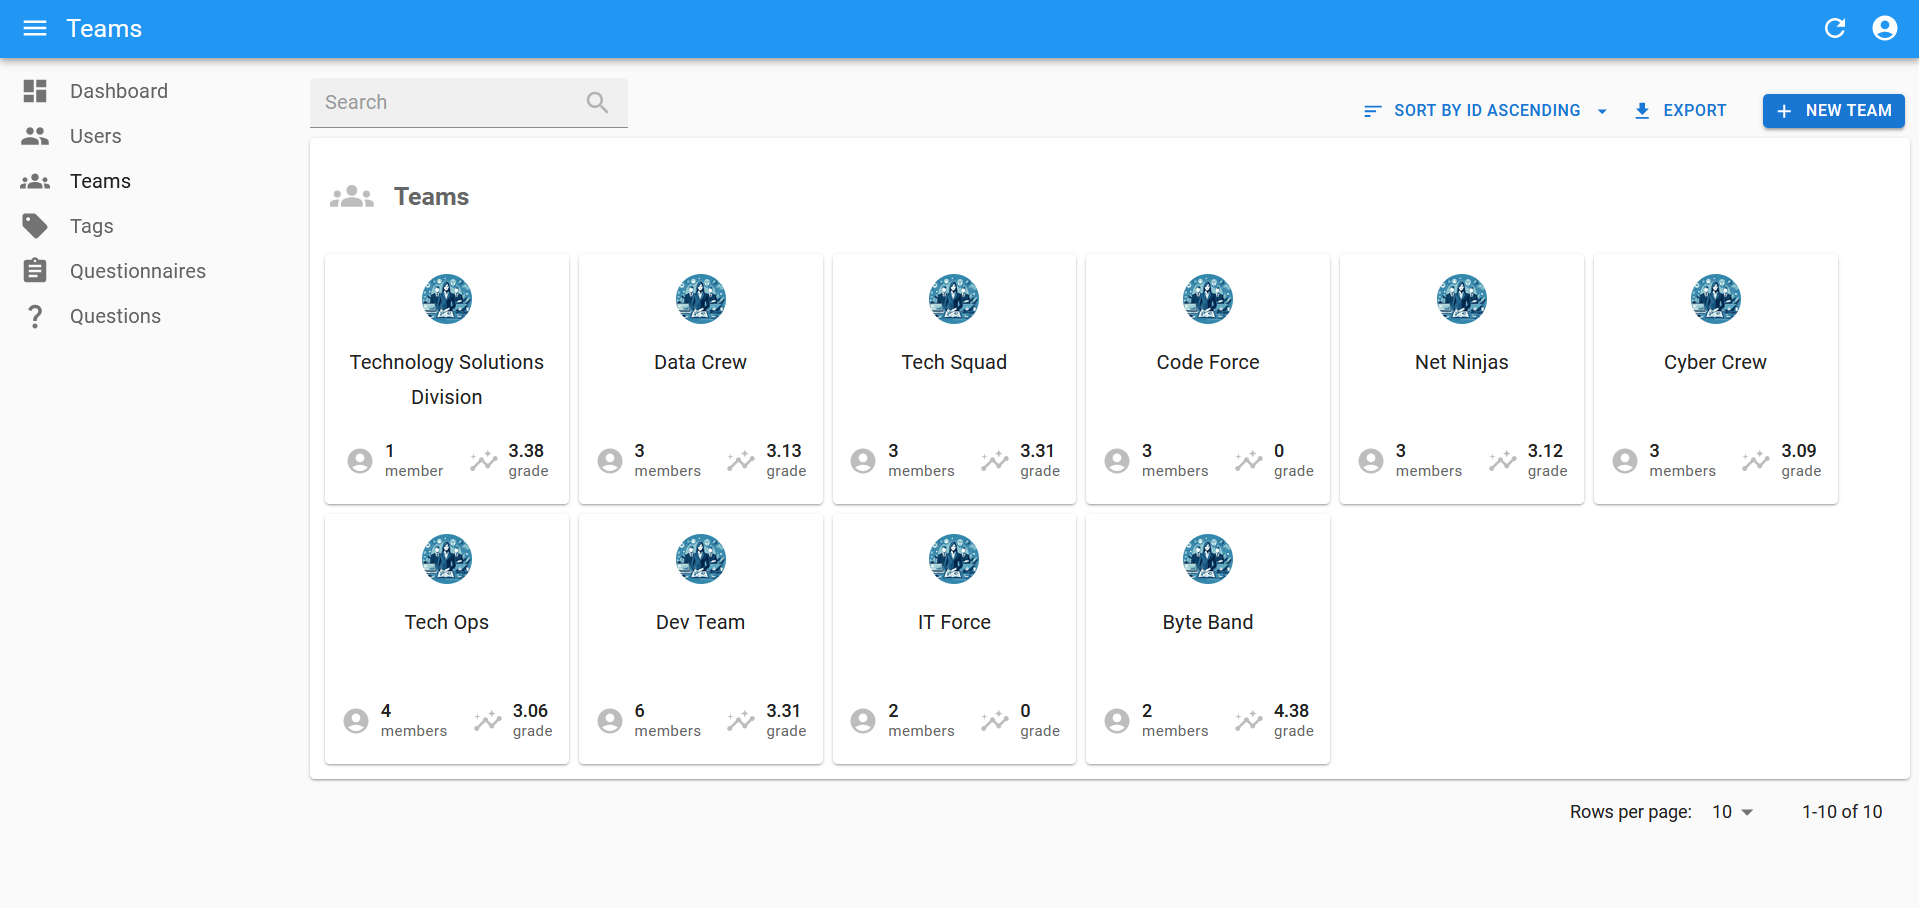 Teams
Dashboard
Users
Teams
Tags
Questionnaires
Questions
Search
SORT BY ID ASCENDING
EXPORT
NEW TEAM
Teams
Technology Solutions
Division
1
member
3.38
grade
Data Crew
3
members
3.13
grade
Tech Squad
3
members
3.31
grade
Code Force
3
members
0
grade
Net Ninjas
3
members
3.12
grade
Cyber Crew
3
members
3.09
grade
Tech Ops
4
members
3.06
grade
Dev Team
6
members
3.31
grade
IT Force
2
members
0
grade
Byte Band
2
members
4.38
grade
Rows per page: 10 1-10 of 10